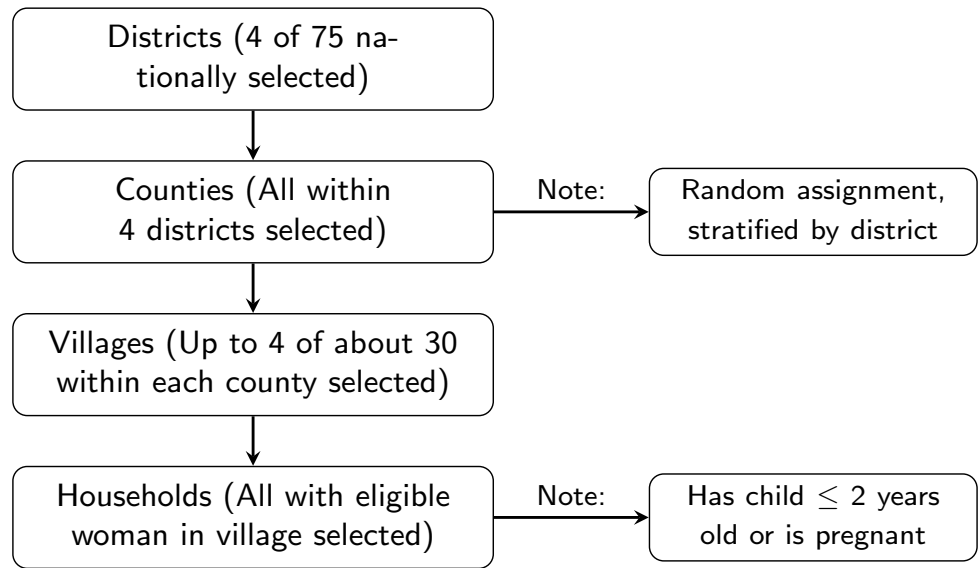 Districts (4 of 75 na-
tionally selected)
Counties (All within
4 districts selected)
Note:
Random assignment,
stratified by district
Villages (Up to 4 of about 30
within each county selected)
Households (All with eligible
woman in village selected)
Note:
Has child ≤ 2 years
old or is pregnant